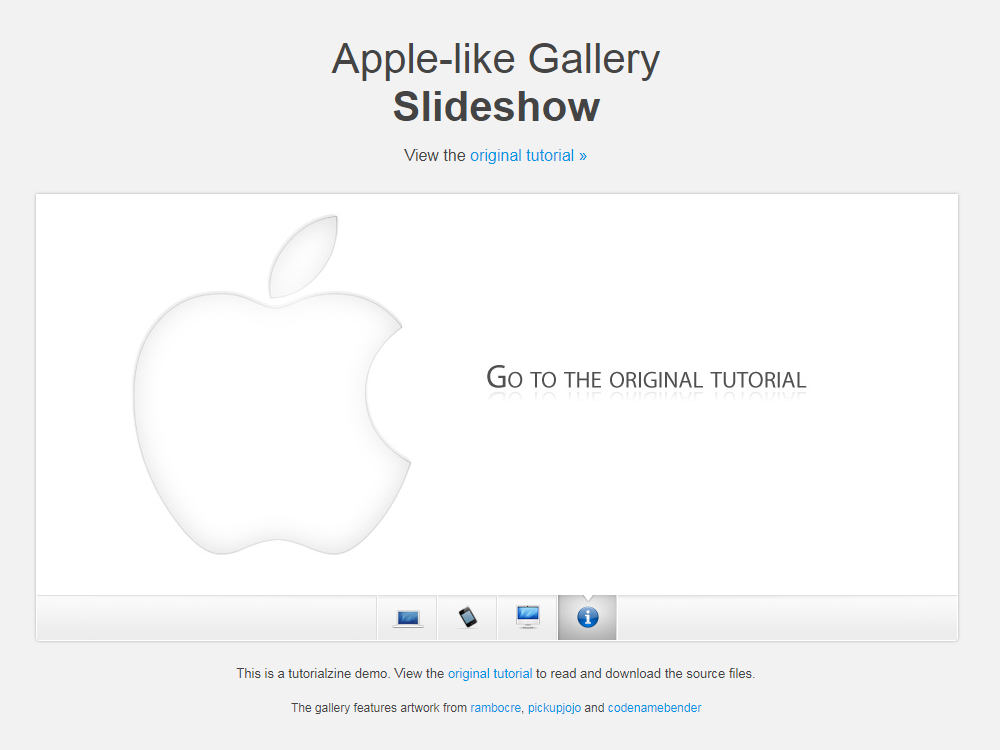 Apple-like Gallery
Slideshow
View the original tutorial »
Go to the original tutorial
This is a tutorialzine demo. View the original tutorial to read and download the source files.
The gallery features artwork from rambocre, pickupjojo and codenamebender